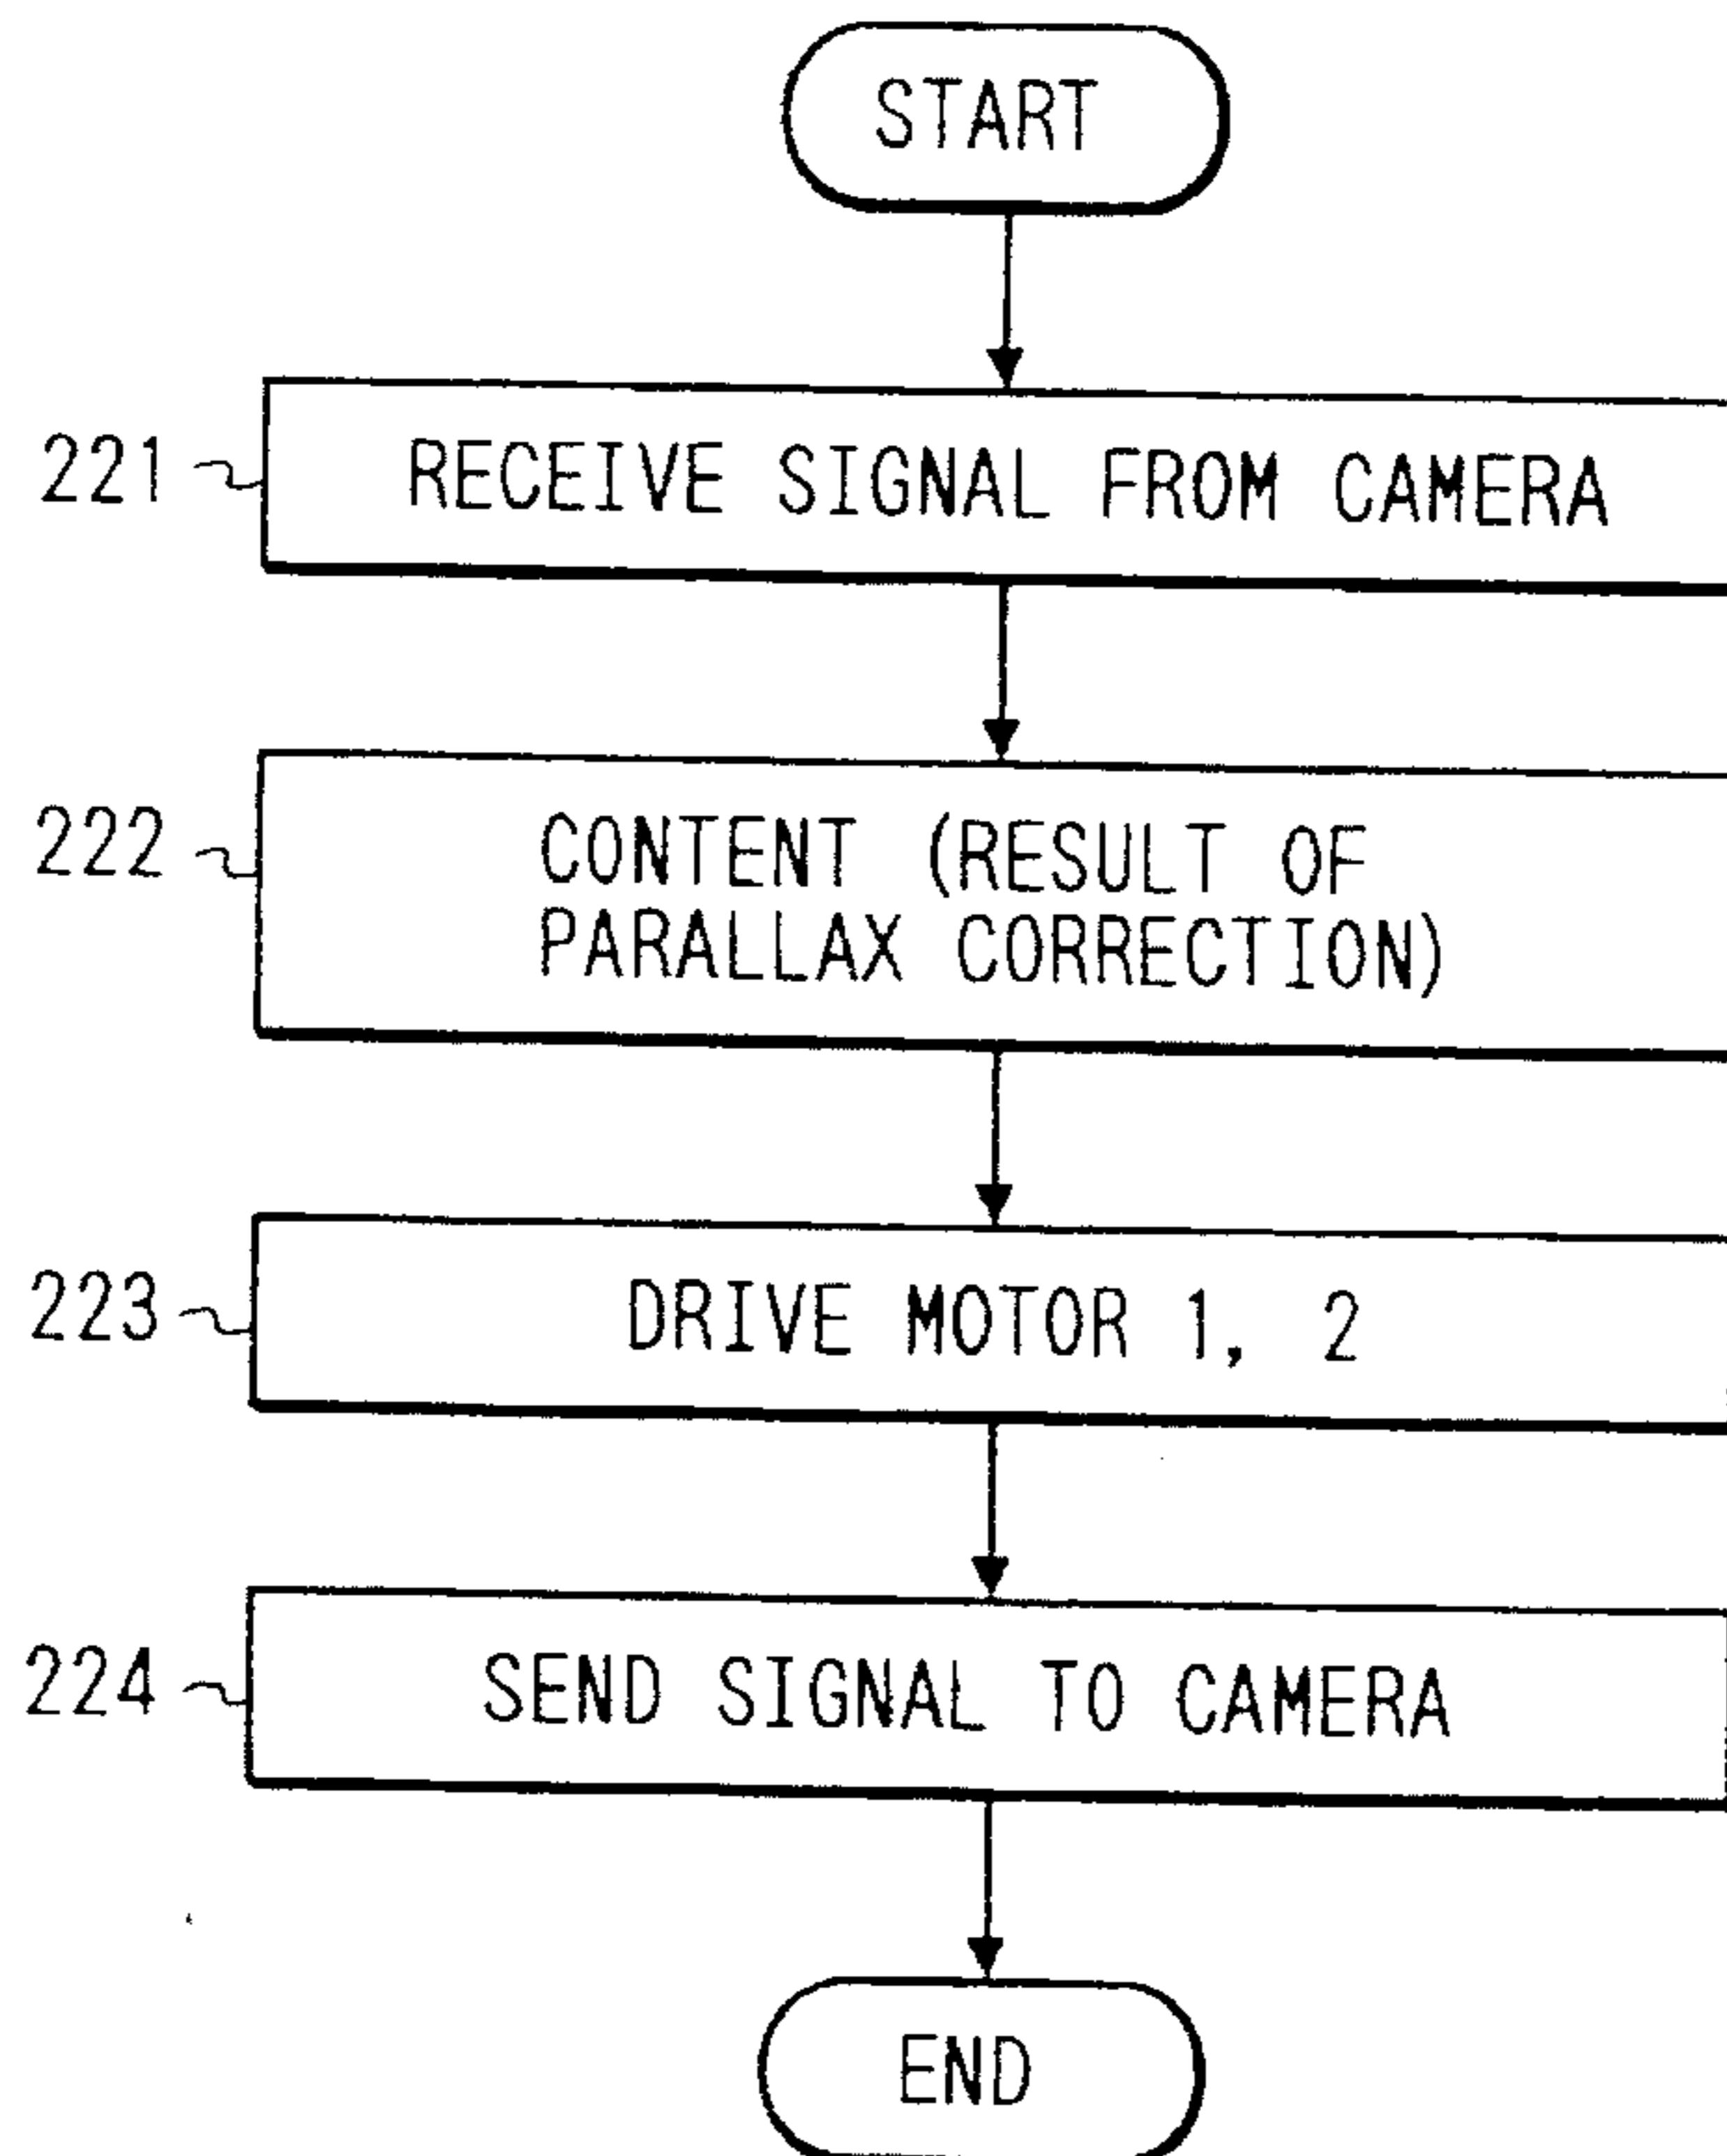 START
221
RECEIVE SIGNAL FROM CAMERA
222
CONTENT (RESULT OF
PARALLAX CORRECTION)
223
DRIVE MOTOR 1, 2
224
SEND SIGNAL TO CAMERA
END